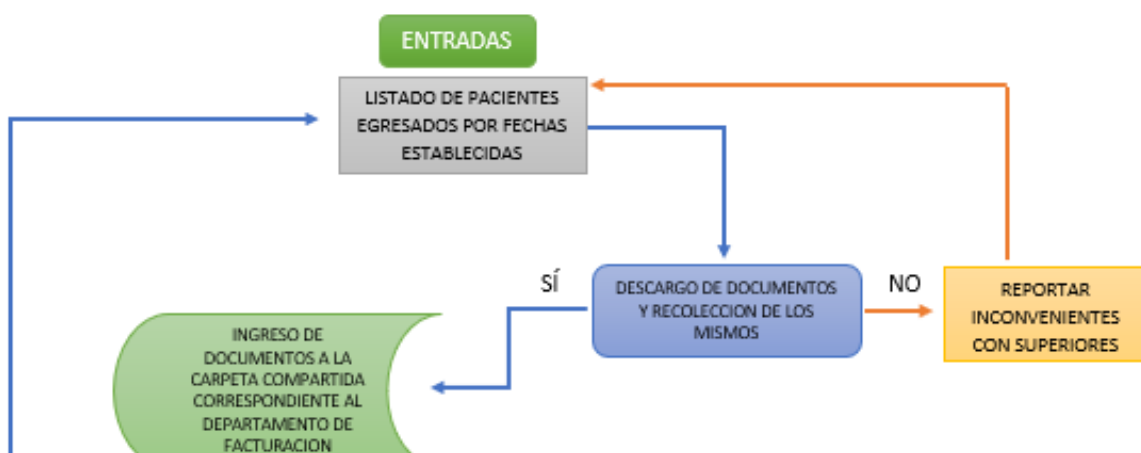 ENTRADAS
LISTADO DE PACIENTES
EGRESADOS POR FECHAS
ESTABLECIDAS
SÍ
DESCARGO DE DOCUMENTOS
Y RECOLECCION DE LOS
MISMOS
NO
REPORTAR
INCONVENIENTES
CON SUPERIORES
INGRESO DE
DOCUMENTOS A LA
CARPETA COMPARTIDA
CORRESPONDIENTE AL
DEPARTAMENTO DE
FACTURACION